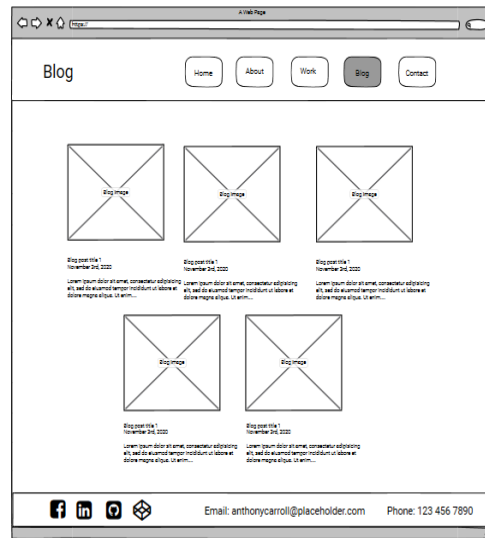 A Web Page
https://
Blog
Home
About
Work
Blog
Contact
Blog Image
Blog Image
Blog Image
Blog post title 1
November 3rd, 2020
Lorem ipsum dolor sit amet, consectetur adipiscing
elit, sed do eiusmod tempor incididunt ut labore et
dolore magna aliqua. Ut enim...
Blog post title 1
November 3rd, 2020
Lorem ipsum dolor sit amet, consectetur adipiscing
elit, sed do eiusmod tempor incididunt ut labore et
dolore magna aliqua. Ut enim...
Blog post title 1
November 3rd, 2020
Lorem ipsum dolor sit amet, consectetur adipiscing
elit, sed do eiusmod tempor incididunt ut labore et
dolore magna aliqua. Ut enim...
Blog Image
Blog Image
Blog post title 1
November 3rd, 2020
Lorem ipsum dolor sit amet, consectetur adipiscing
elit, sed do eiusmod tempor incididunt ut labore et
dolore magna aliqua. Ut enim...
Blog post title 1
November 3rd, 2020
Lorem ipsum dolor sit amet, consectetur adipiscing
elit, sed do eiusmod tempor incididunt ut labore et
dolore magna aliqua. Ut enim...
Email: anthonycarroll@placeholder.com
Phone: 123 456 7890